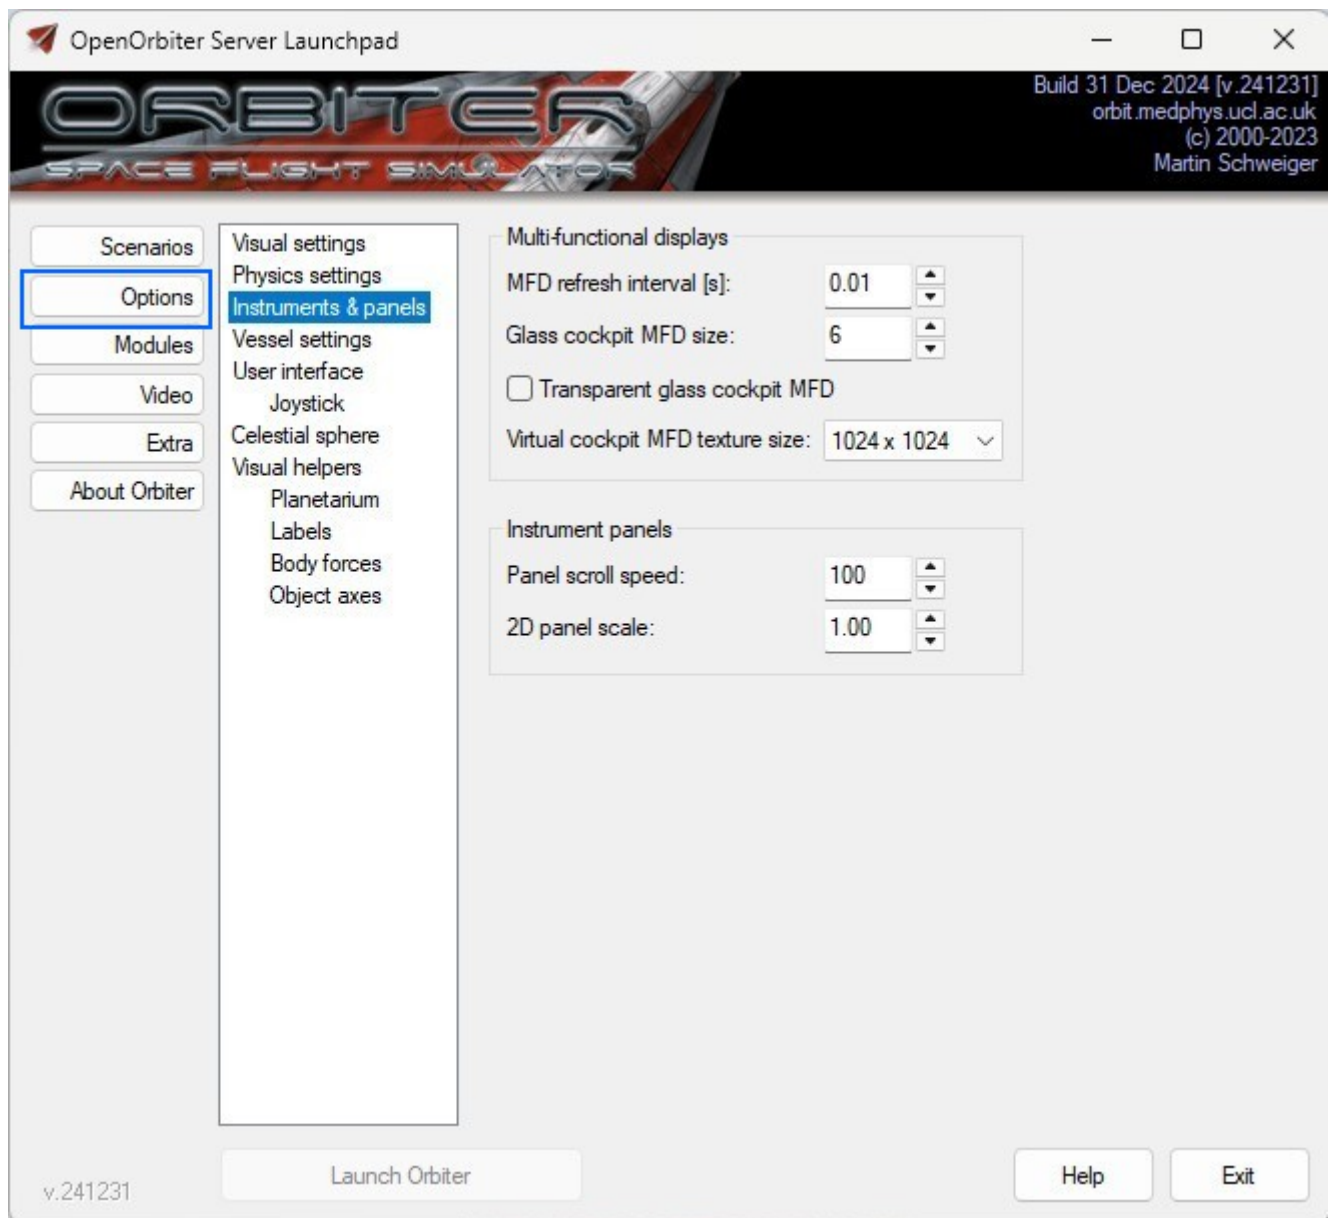 OpenOrbiter Server Launchpad
ORBITER
SPACE FLIGHT SIMULATOR
Build 31 Dec 2024 [v.241231]
orbit.medphys.ucl.ac.uk
(c) 2000-2023
Martin Schweiger
Scenarios
Options
Modules
Video
Extra
About Orbiter
Visual settings
Physics settings
Instruments & panels
Vessel settings
User interface
Joystick
Celestial sphere
Visual helpers
Planetarium
Labels
Body forces
Object axes
Multi-functional displays
MFD refresh interval [s]: 0.01
Glass cockpit MFD size: 6
Transparent glass cockpit MFD
Virtual cockpit MFD texture size: 1024 x 1024
Instrument panels
Panel scroll speed: 100
2D panel scale: 1.00
v.241231
Launch Orbiter
Help
Exit